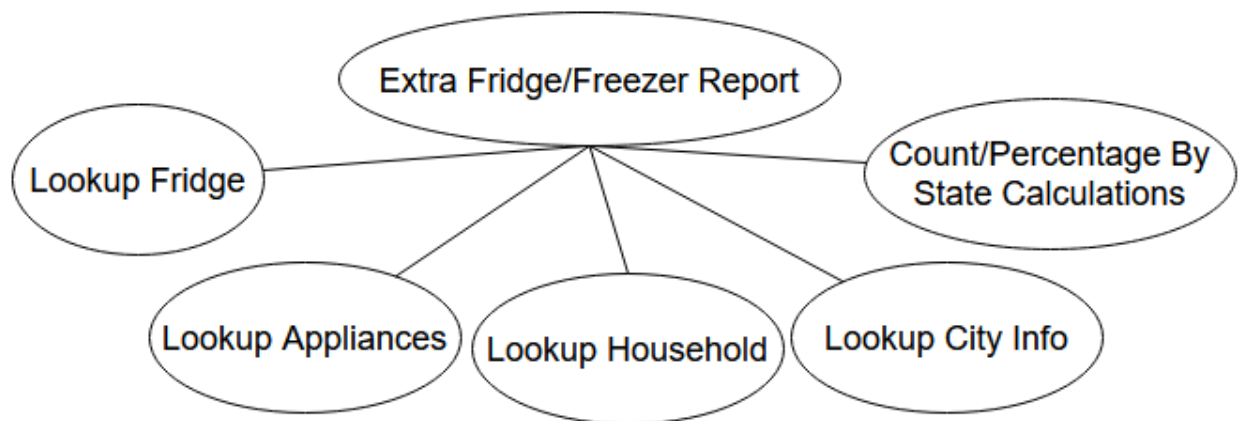 Extra Fridge/Freezer Report
Lookup Fridge
Count/Percentage By
State Calculations
Lookup Appliances
Lookup Household
Lookup City Info